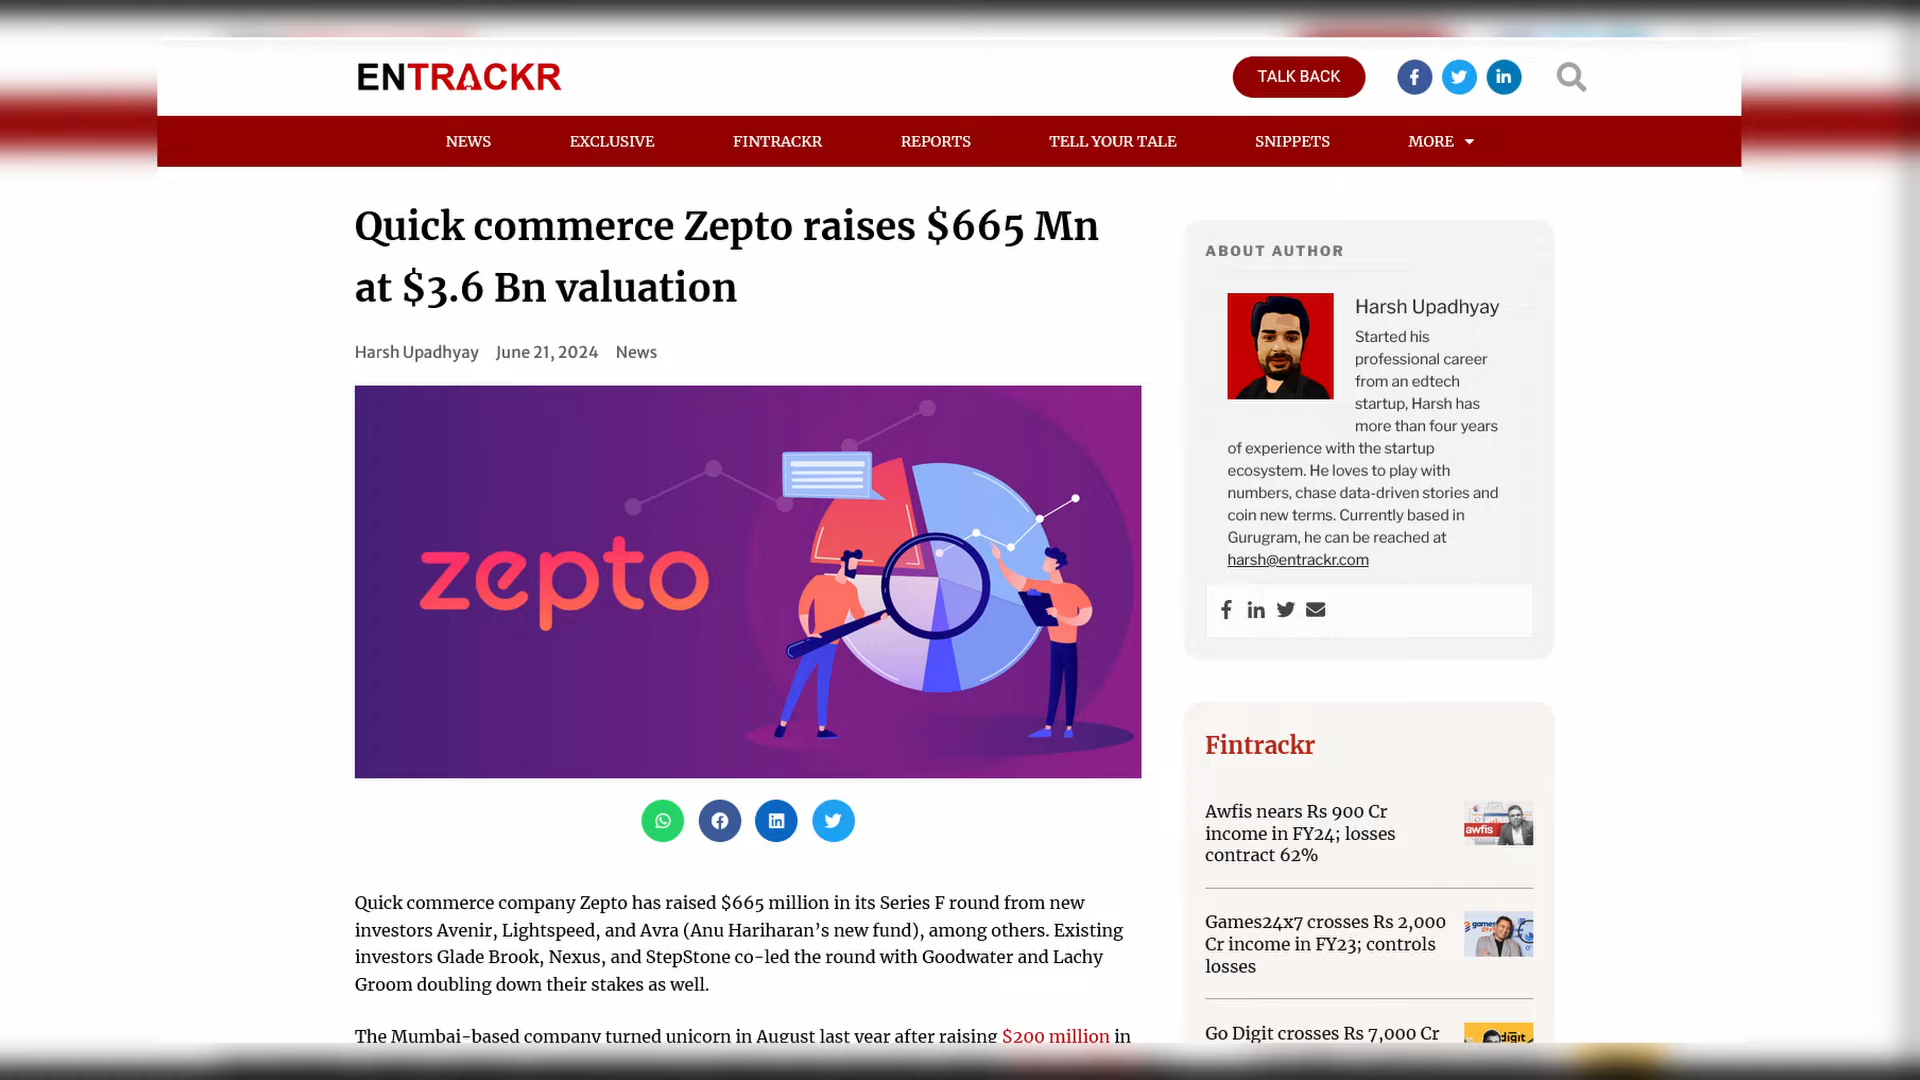 ENTRACKR
TALK BACK
NEWS
EXCLUSIVE
FINTRACKR
REPORTS
TELL YOUR TALE
SNIPPETS
MORE
Quick commerce Zepto raises $665 Mn
at $3.6 Bn valuation
Harsh Upadhyay June 21, 2024 News
zepto
Quick commerce company Zepto has raised $665 million in its Series F round from new
investors Avenir, Lightspeed, and Avra (Anu Hariharan’s new fund), among others. Existing
investors Glade Brook, Nexus, and StepStone co-led the round with Goodwater and Lachy
Groom doubling down their stakes as well.
The Mumbai-based company turned unicorn in August last year after raising $200 million in
ABOUT AUTHOR
Harsh Upadhyay
Started his
professional career
from an edtech
startup, Harsh has
more than four years
of experience with the startup
ecosystem. He loves to play with
numbers, chase data-driven stories and
coin new terms. Currently based in
Gurugram, he can be reached at
harsh@entrackr.com
Fintrackr
Awfis nears Rs 900 Cr
income in FY24; losses
contract 62%
awfis
Games24x7 crosses Rs 2,000
Cr income in FY23; controls
losses
games
Go Digit crosses Rs 7,000 Cr
digit